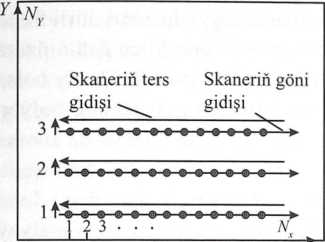 Y N_y
Skaneriň ters gidişi
Skaneriň göni gidişi
3
2
1
1 2 3 · · · N_x